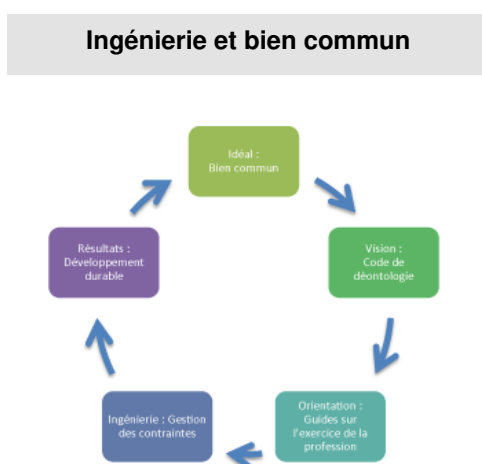 Ingénierie et bien commun
Idéal :
Bien commun
Vision :
Code de
déontologie
Orientation :
Guides sur
l'exercice de la
profession
Ingénierie : Gestion
des contraintes
Résultats :
Développement
durable